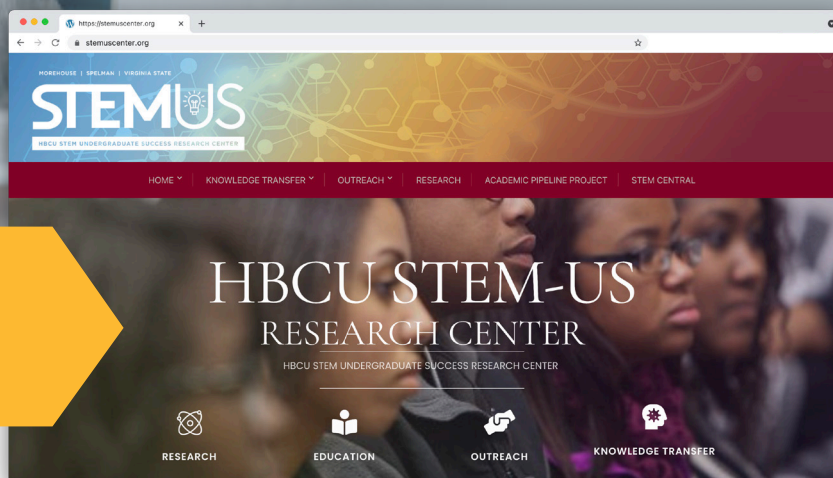 https://stemuscenter.org
stemuscenter.org
MOREHOUSE | SPELMAN | VIRGINIA STATE
STEMUS
HBCU STEM UNDERGRADUATE SUCCESS RESEARCH CENTER
HOME KNOWLEDGE TRANSFER OUTREACH RESEARCH ACADEMIC PIPELINE PROJECT STEM CENTRAL
HBCU STEM-US
RESEARCH CENTER
HBCU STEM UNDERGRADUATE SUCCESS RESEARCH CENTER
RESEARCH EDUCATION OUTREACH KNOWLEDGE TRANSFER